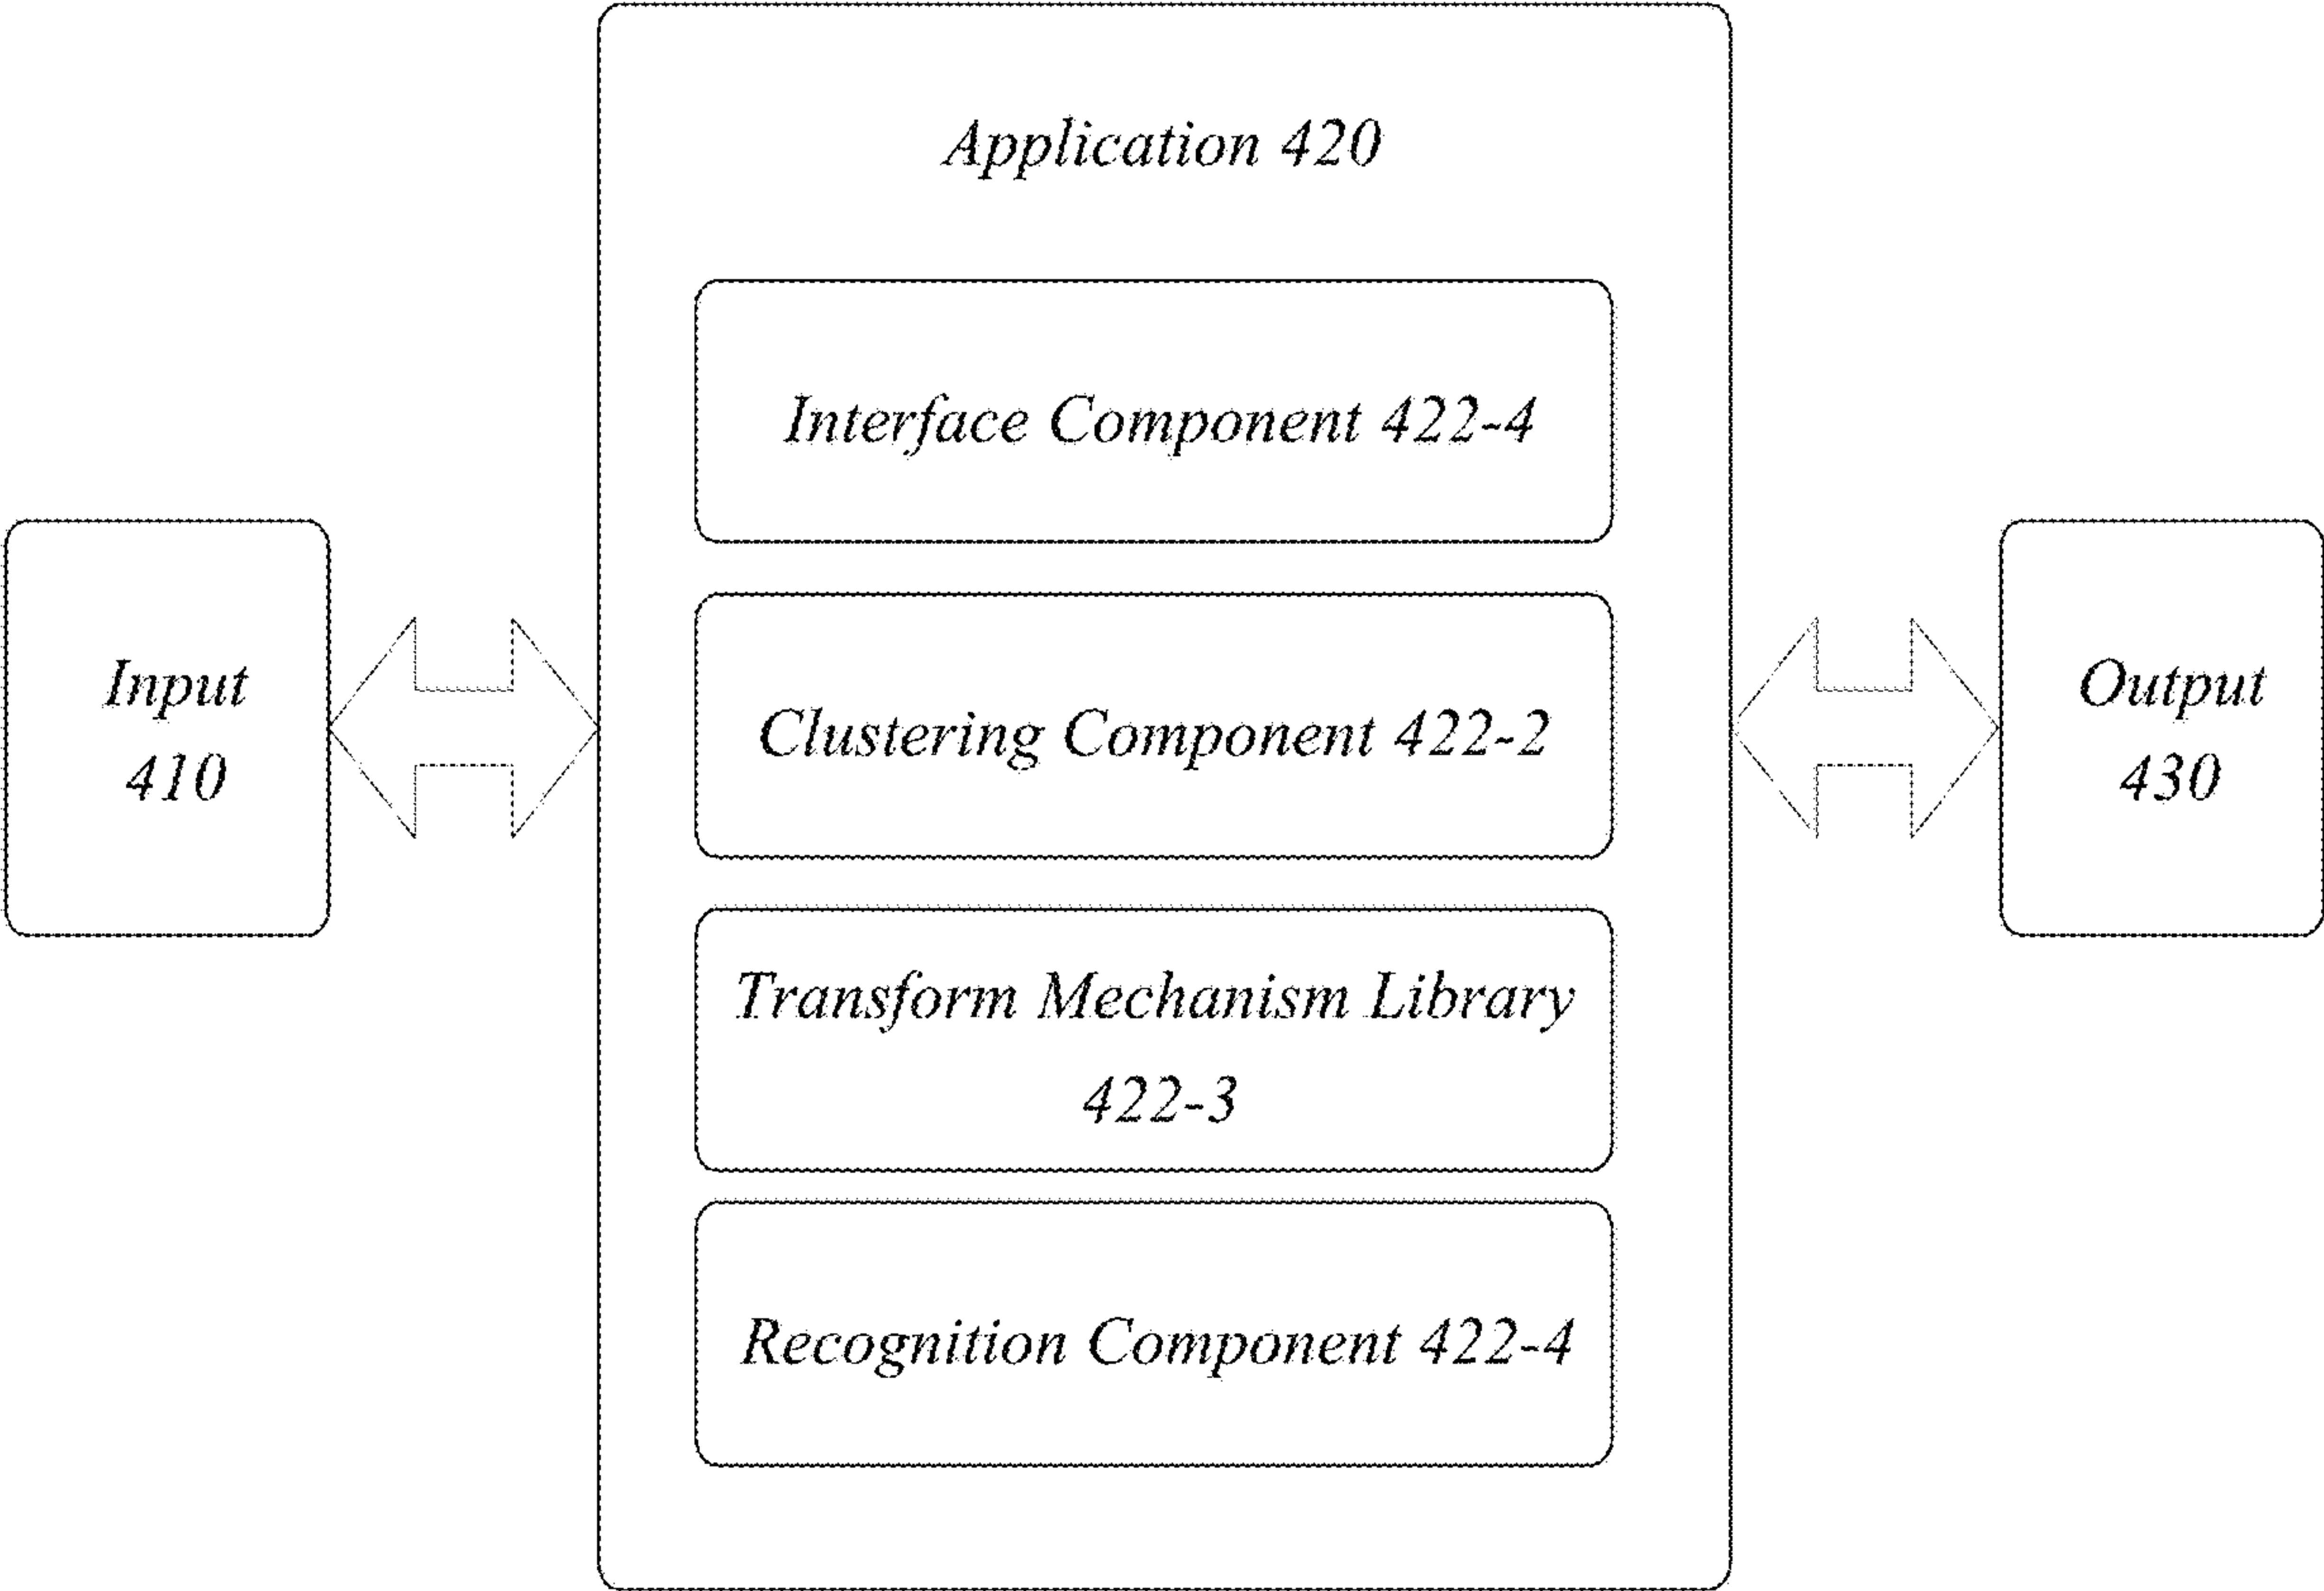 Application 420
Interface Component 422-4
Input
410
Clustering Component 422-2
Output
430
Transform Mechanism Library
422-3
Recognition Component 422-4